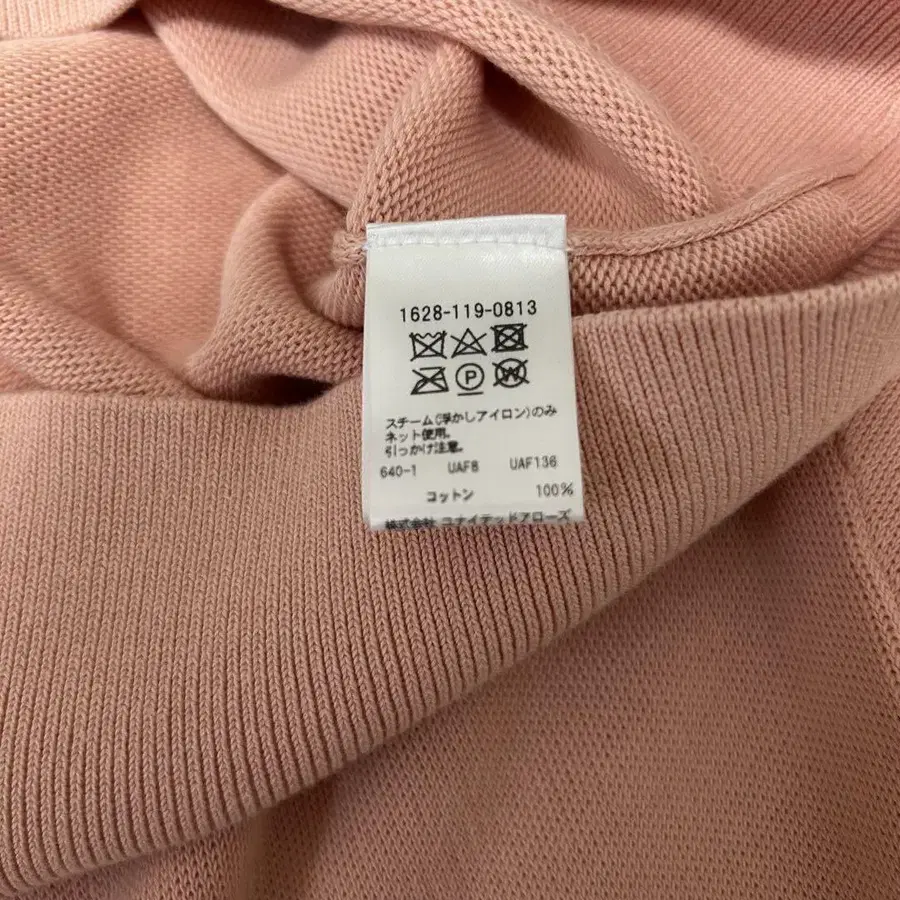 1628-119-0813
P
W
スチーム(浮かしアイロン)のみ
ネット使用。
引っかけ注意。
640-1 UAF8 UAF136
コットン 100%
株式会社 ユナイテッドアローズ